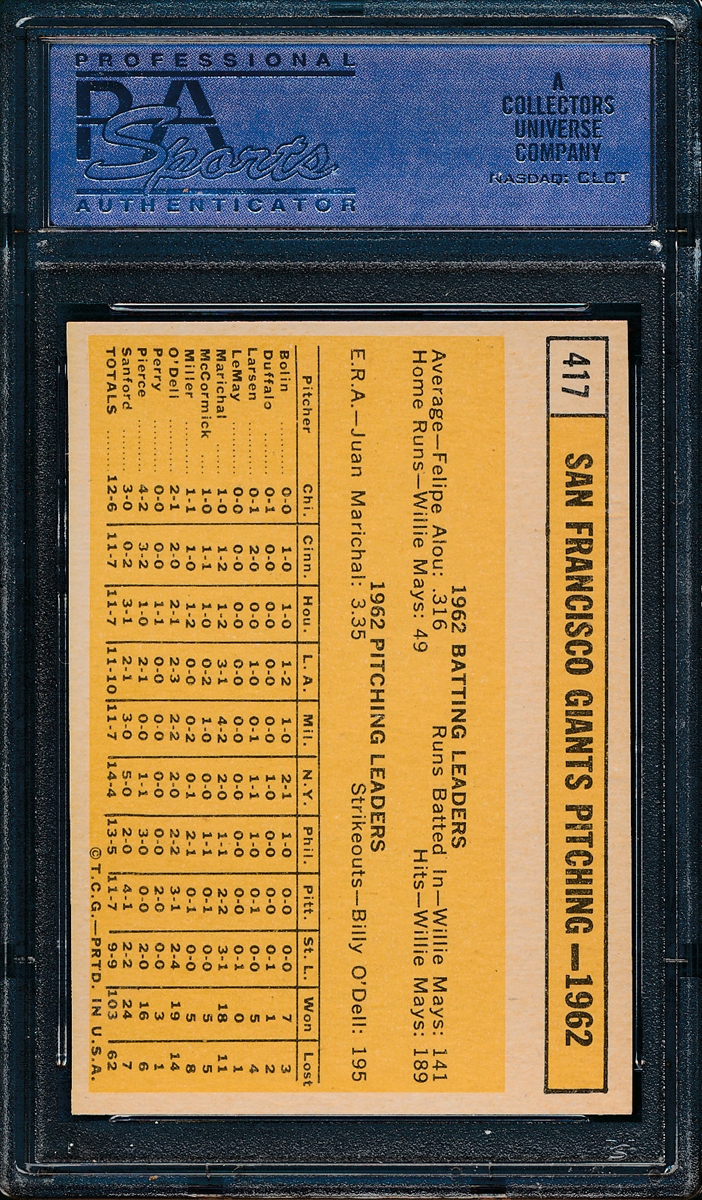 PROFESSIONAL
PSA
Sports
AUTHENTICATOR
A
COLLECTORS
UNIVERSE
COMPANY
NASDAQ: CLCT
417 SAN FRANCISCO GIANTS PITCHING—1962
1962 BATTING LEADERS
Average—Felipe Alou: .316 Runs Batted In—Willie Mays: 141
Home Runs—Willie Mays: 49 Hits—Willie Mays: 189
1962 PITCHING LEADERS
E.R.A.—Juan Marichal: 3.35 Strikeouts—Billy O'Dell: 195
Pitcher Chi. Cinn. Hou. L.A. Mil. N.Y. Phil. Pitt. St. L. Won Lost
Bolin ........ 0-0 1-0 1-0 1-2 1-0 2-1 1-0 0-0 0-0 7 3
Duffalo ...... 0-1 0-0 0-0 0-0 0-0 1-0 0-0 0-0 0-1 1 2
Larsen ....... 0-1 2-0 0-0 1-0 0-1 1-1 1-0 0-1 0-0 5 4
LeMay ........ 0-0 0-0 0-0 0-0 0-0 0-0 0-0 0-0 0-1 0 1
Marichal ..... 1-0 1-2 1-2 3-1 4-2 2-0 1-1 2-2 3-1 18 11
McCormick .... 1-0 1-1 1-0 0-2 1-0 0-0 1-1 0-1 0-0 5 5
Miller ....... 1-1 1-0 1-2 0-0 0-2 0-1 2-1 0-1 0-0 5 8
O'Dell ....... 2-1 2-0 2-1 2-3 2-2 2-0 2-2 3-1 2-4 19 14
Perry ........ 0-0 0-0 1-1 0-0 0-0 0-0 0-0 2-0 0-0 3 1
Pierce ....... 4-2 3-2 1-0 2-1 0-0 1-1 3-0 0-0 2-0 16 6
Sanford ...... 3-0 0-2 3-1 2-1 3-0 5-0 2-0 4-1 2-2 24 7
TOTALS ....... 12-6 11-7 11-7 11-10 11-7 14-4 13-5 11-7 9-9 103 62
©T.C.G.—PRTD. IN U.S.A.